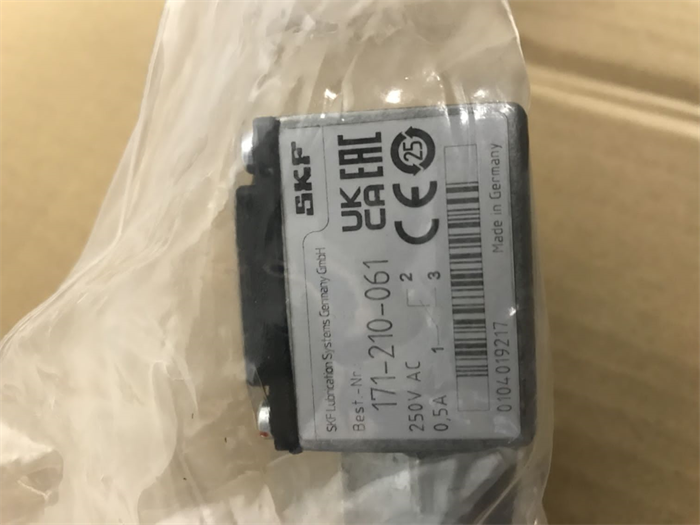 SKF
SKF Lubrication Systems Germany GmbH
UK
CA
EAC
CE
25
Best.-Nr.
171-210-061
250V AC
0,5A
1
2
3
0104019217
Made in Germany